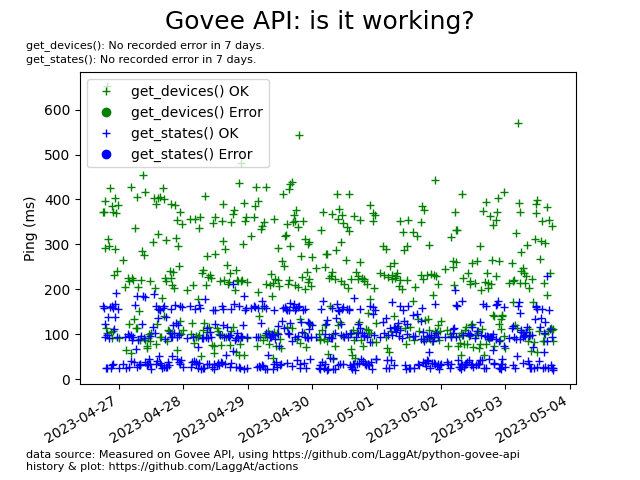 Govee API: is it working?
get_devices(): No recorded error in 7 days.
get_states(): No recorded error in 7 days.
get_devices() OK
get_devices() Error
get_states() OK
get_states() Error
Ping (ms)
600
500
400
300
200
100
0
2023-04-27
2023-04-28
2023-04-29
2023-04-30
2023-05-01
2023-05-02
2023-05-03
2023-05-04
data source: Measured on Govee API, using https://github.com/LaggAt/python-govee-api
history & plot: https://github.com/LaggAt/actions